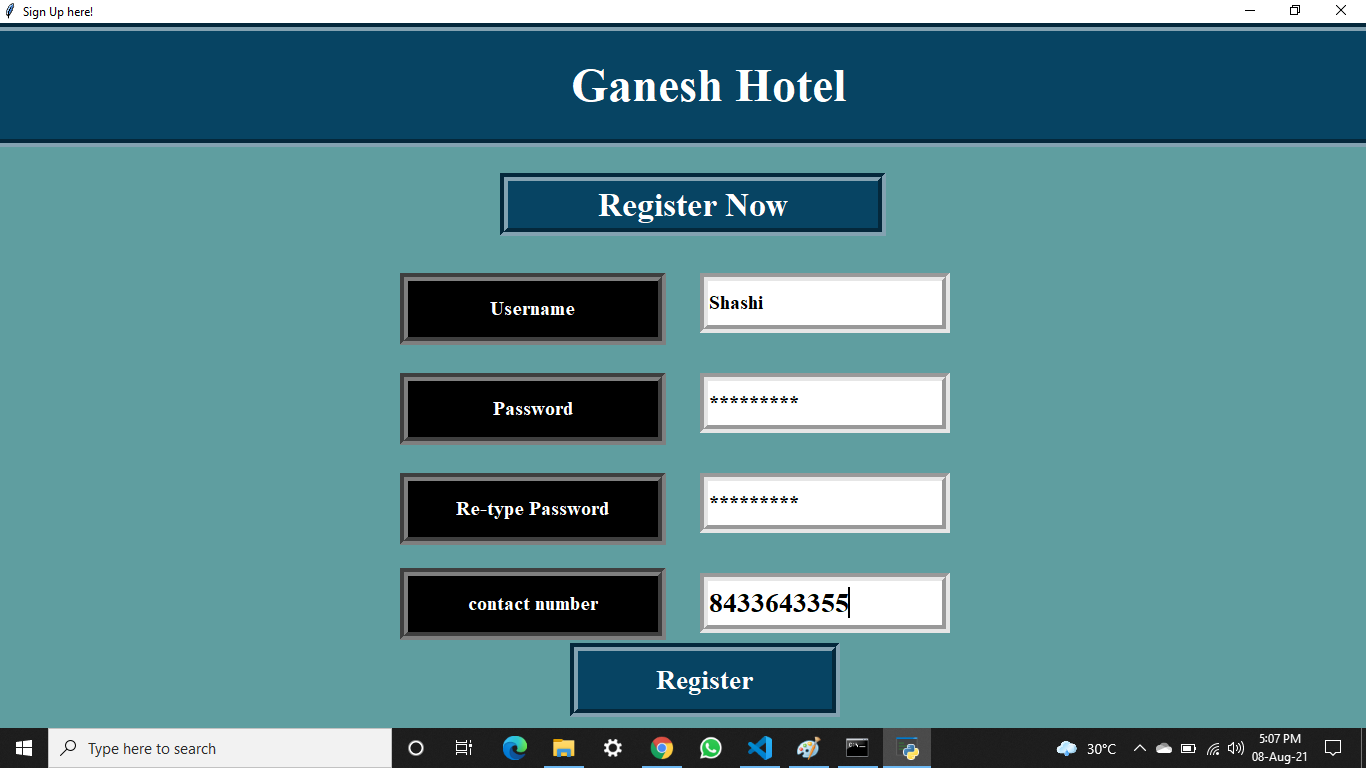 Sign Up here!
Ganesh Hotel
Register Now
Username
Shashi
Password
*********
Re-type Password
*********
contact number
8433643355
Register
Type here to search
30°C
5:07 PM
08-Aug-21